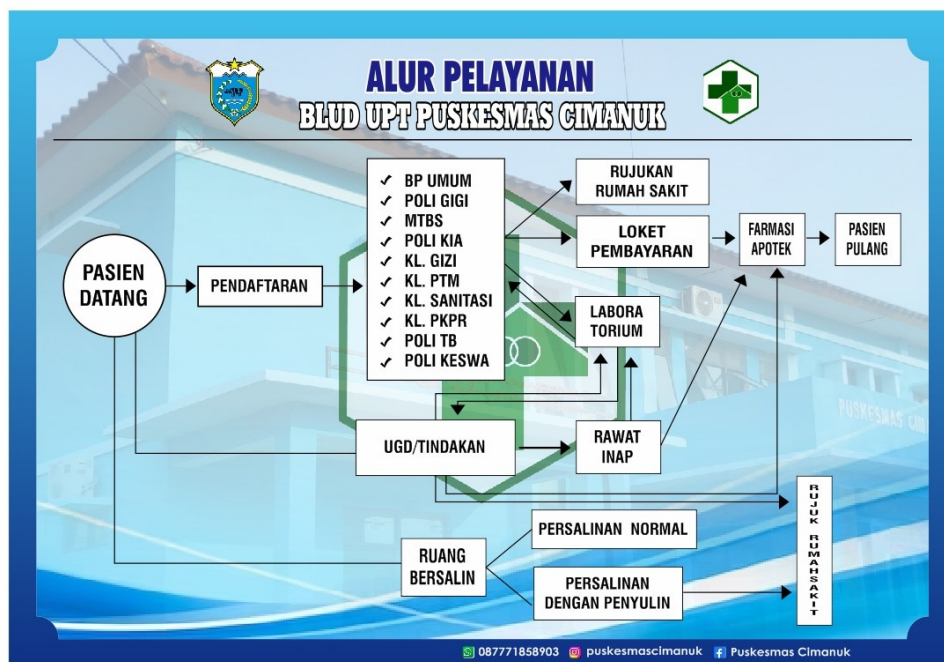 ALUR PELAYANAN
BLUD UPT PUSKESMAS CIMANUK
PASIEN
DATANG
PENDAFTARAN
BP UMUM
POLI GIGI
MTBS
POLI KIA
KL. GIZI
KL. PTM
KL. SANITASI
KL. PKPR
POLI TB
POLI KESWA
RUJUKAN
RUMAH SAKIT
LOKET
PEMBAYARAN
FARMASI
APOTEK
PASIEN
PULANG
LABORA
TORIUM
UGD/TINDAKAN
RAWAT
INAP
RUANG
BERSALIN
PERSALINAN NORMAL
PERSALINAN
DENGAN PENYULIN
RUJUK RUMAHSAKIT
PUSKESMAS CIM
087771858903 puskesmascimanuk Puskesmas Cimanuk